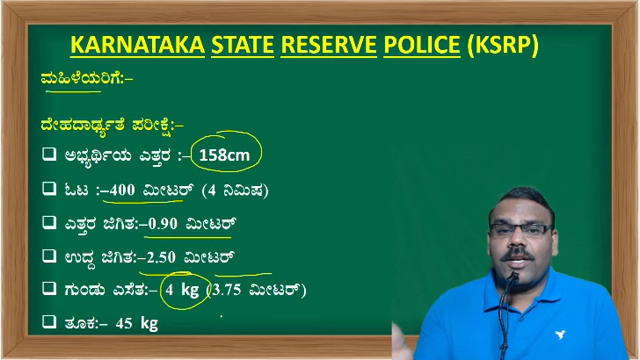 KARNATAKA STATE RESERVE POLICE (KSRP)
ಮಹಿಳೆಯರಿಗೆ:–
ದೇಹದಾರ್ಢ್ಯತೆ ಪರೀಕ್ಷೆ:–
❑ ಅಭ್ಯರ್ಥಿಯ ಎತ್ತರ :– 158cm
❑ ಓಟ :–400 ಮೀಟರ್ (4 ನಿಮಿಷ)
❑ ಎತ್ತರ ಜಿಗಿತ:–0.90 ಮೀಟರ್
❑ ಉದ್ದ ಜಿಗಿತ:–2.50 ಮೀಟರ್
❑ ಗುಂಡು ಎಸೆತ:– 4 kg (3.75 ಮೀಟರ್)
❑ ತೂಕ:– 45 kg